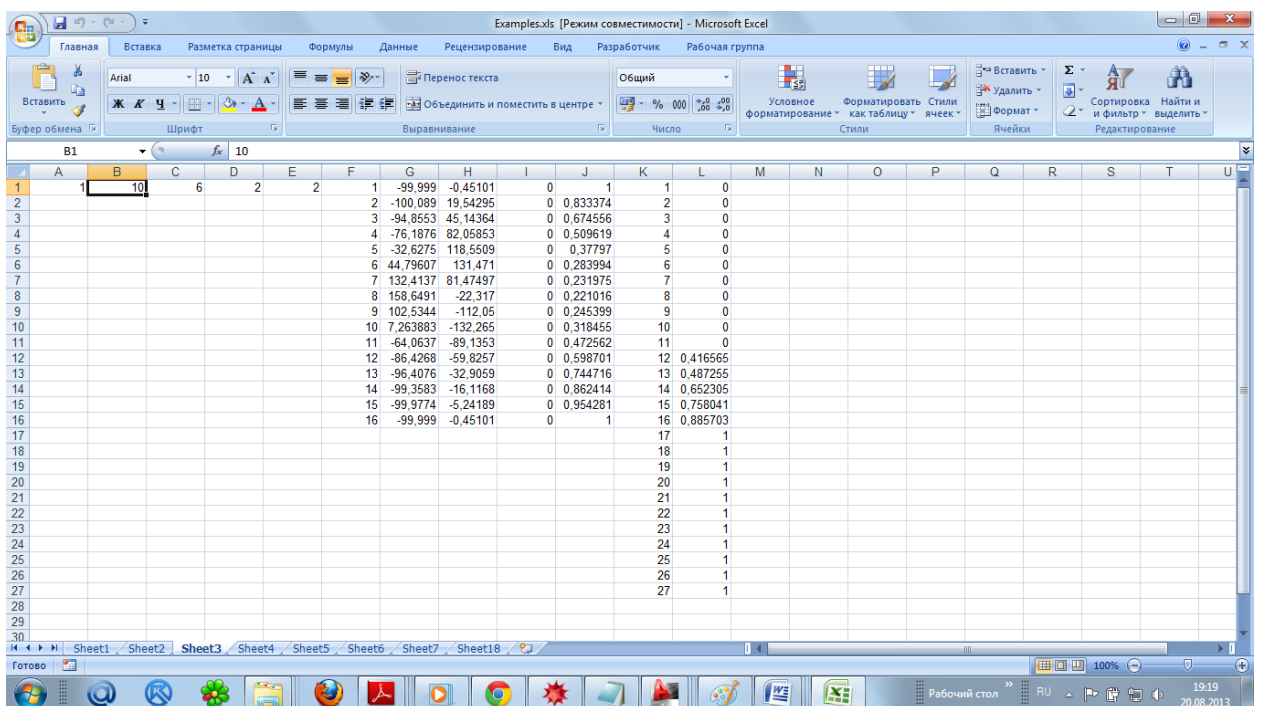 Examples.xls [Режим совместимости] - Microsoft Excel
Главная Вставка Разметка страницы Формулы Данные Рецензирование Вид Разработчик Рабочая группа
Вставить
Буфер обмена
Arial 10
Ж К Ч
Шрифт
Перенос текста
Объединить и поместить в центре
Выравнивание
Общий
% 000
Число
Условное форматирование
Форматировать как таблицу
Стили ячеек
Стили
Вставить
Удалить
Формат
Ячейки
Σ
Сортировка и фильтр
Найти и выделить
Редактирование
B1 fx 10
A B C D E F G H I J K L M N O P Q R S T U
1 1 10 6 2 2 1 -99,999 -0,45101 0 1 1 0
2 2 -100,089 19,54295 0 0,833374 2 0
3 3 -94,8553 45,14364 0 0,674556 3 0
4 4 -76,1876 82,05853 0 0,509619 4 0
5 5 -32,6275 118,5509 0 0,37797 5 0
6 6 44,79607 131,471 0 0,283994 6 0
7 7 132,4137 81,47497 0 0,231975 7 0
8 8 158,6491 -22,317 0 0,221016 8 0
9 9 102,5344 -112,05 0 0,245399 9 0
10 10 7,263883 -132,265 0 0,318455 10 0
11 11 -64,0637 -89,1353 0 0,472562 11 0
12 12 -86,4268 -59,8257 0 0,598701 12 0,416565
13 13 -96,4076 -32,9059 0 0,744716 13 0,487255
14 14 -99,3583 -16,1168 0 0,862414 14 0,652305
15 15 -99,9774 -5,24189 0 0,954281 15 0,758041
16 16 -99,999 -0,45101 0 1 16 0,885703
17 17 1
18 18 1
19 19 1
20 20 1
21 21 1
22 22 1
23 23 1
24 24 1
25 25 1
26 26 1
27 27 1
28
29
30
Sheet1 Sheet2 Sheet3 Sheet4 Sheet5 Sheet6 Sheet7 Sheet18
Готово 100%
Рабочий стол RU 19:19
20.08.2013